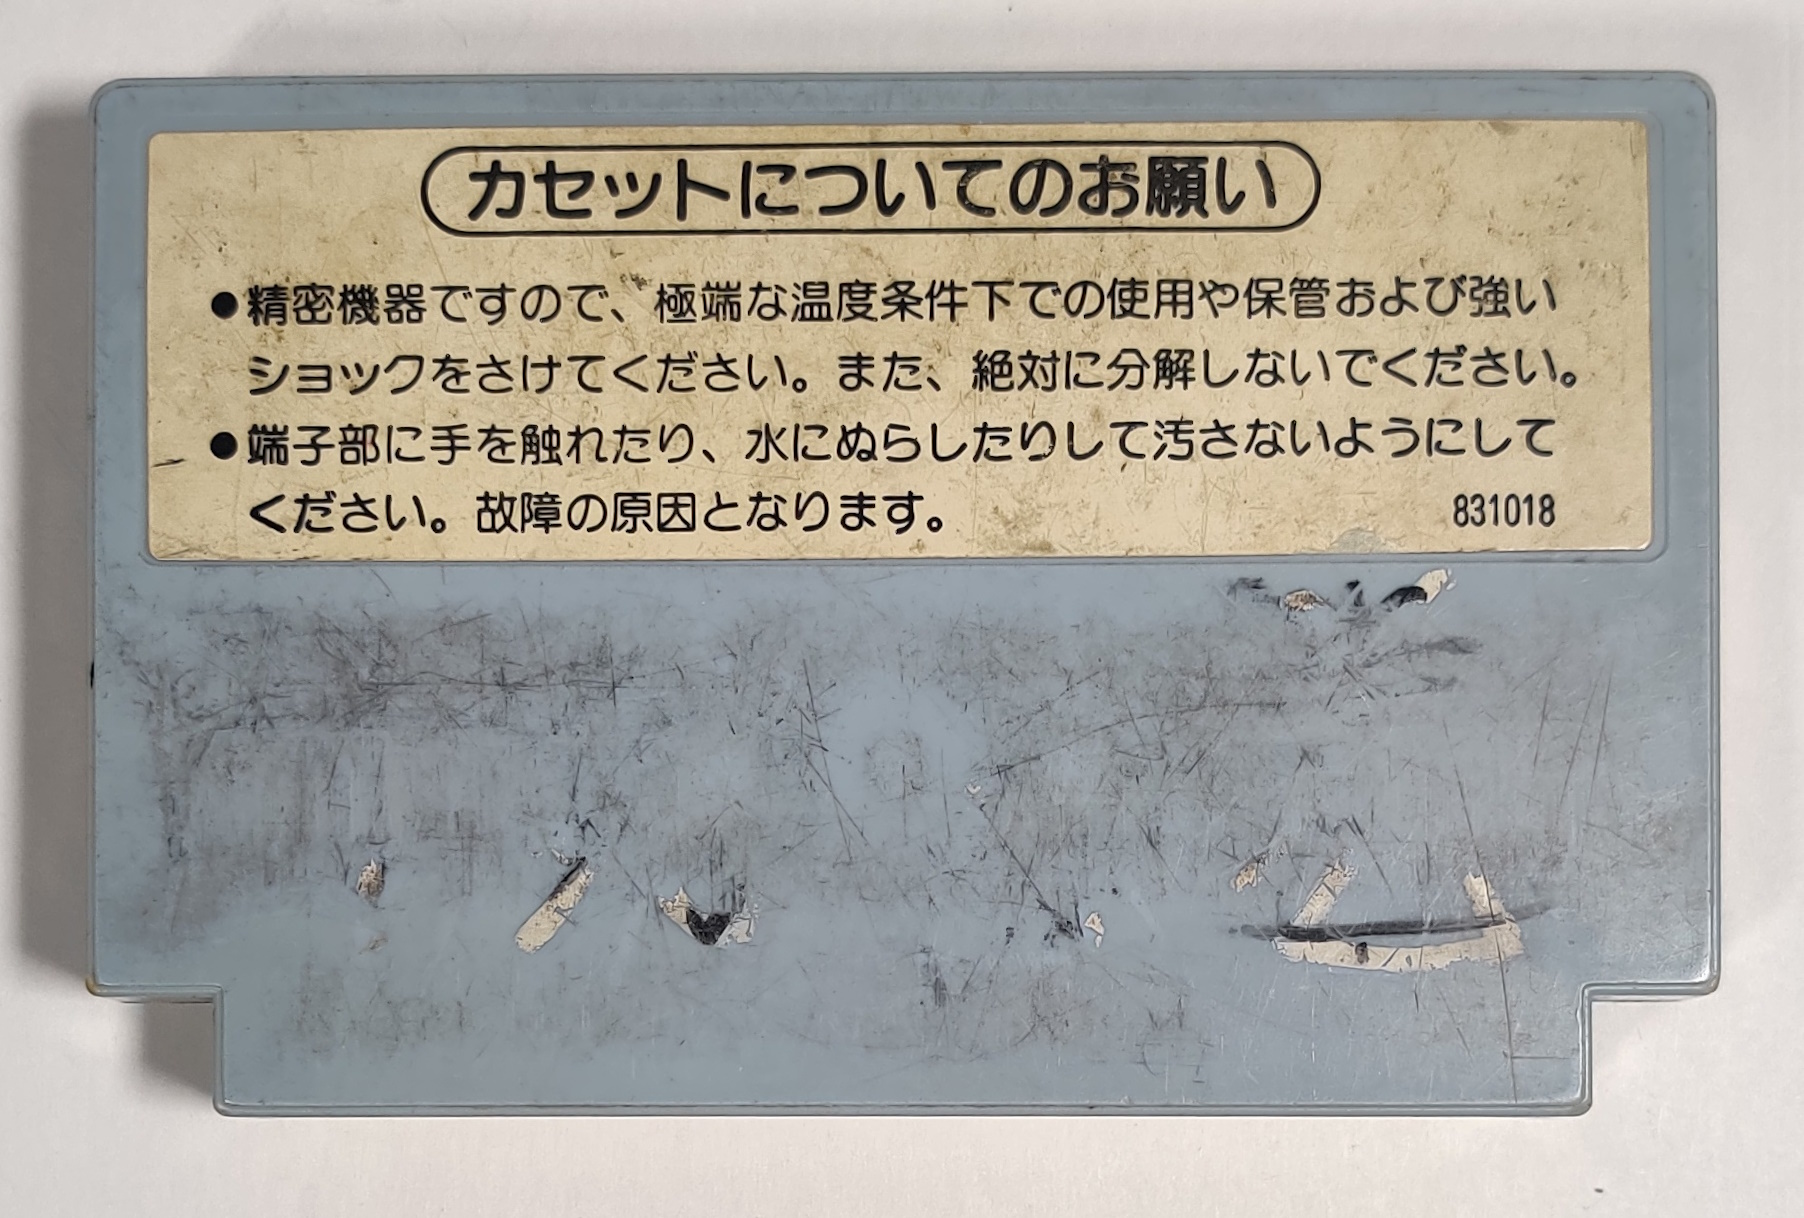 カセットについてのお願い
●精密機器ですので、極端な温度条件下での使用や保管および強い
ショックをさけてください。また、絶対に分解しないでください。
●端子部に手を触れたり、水にぬらしたりして汚さないようにして
ください。故障の原因となります。 831018